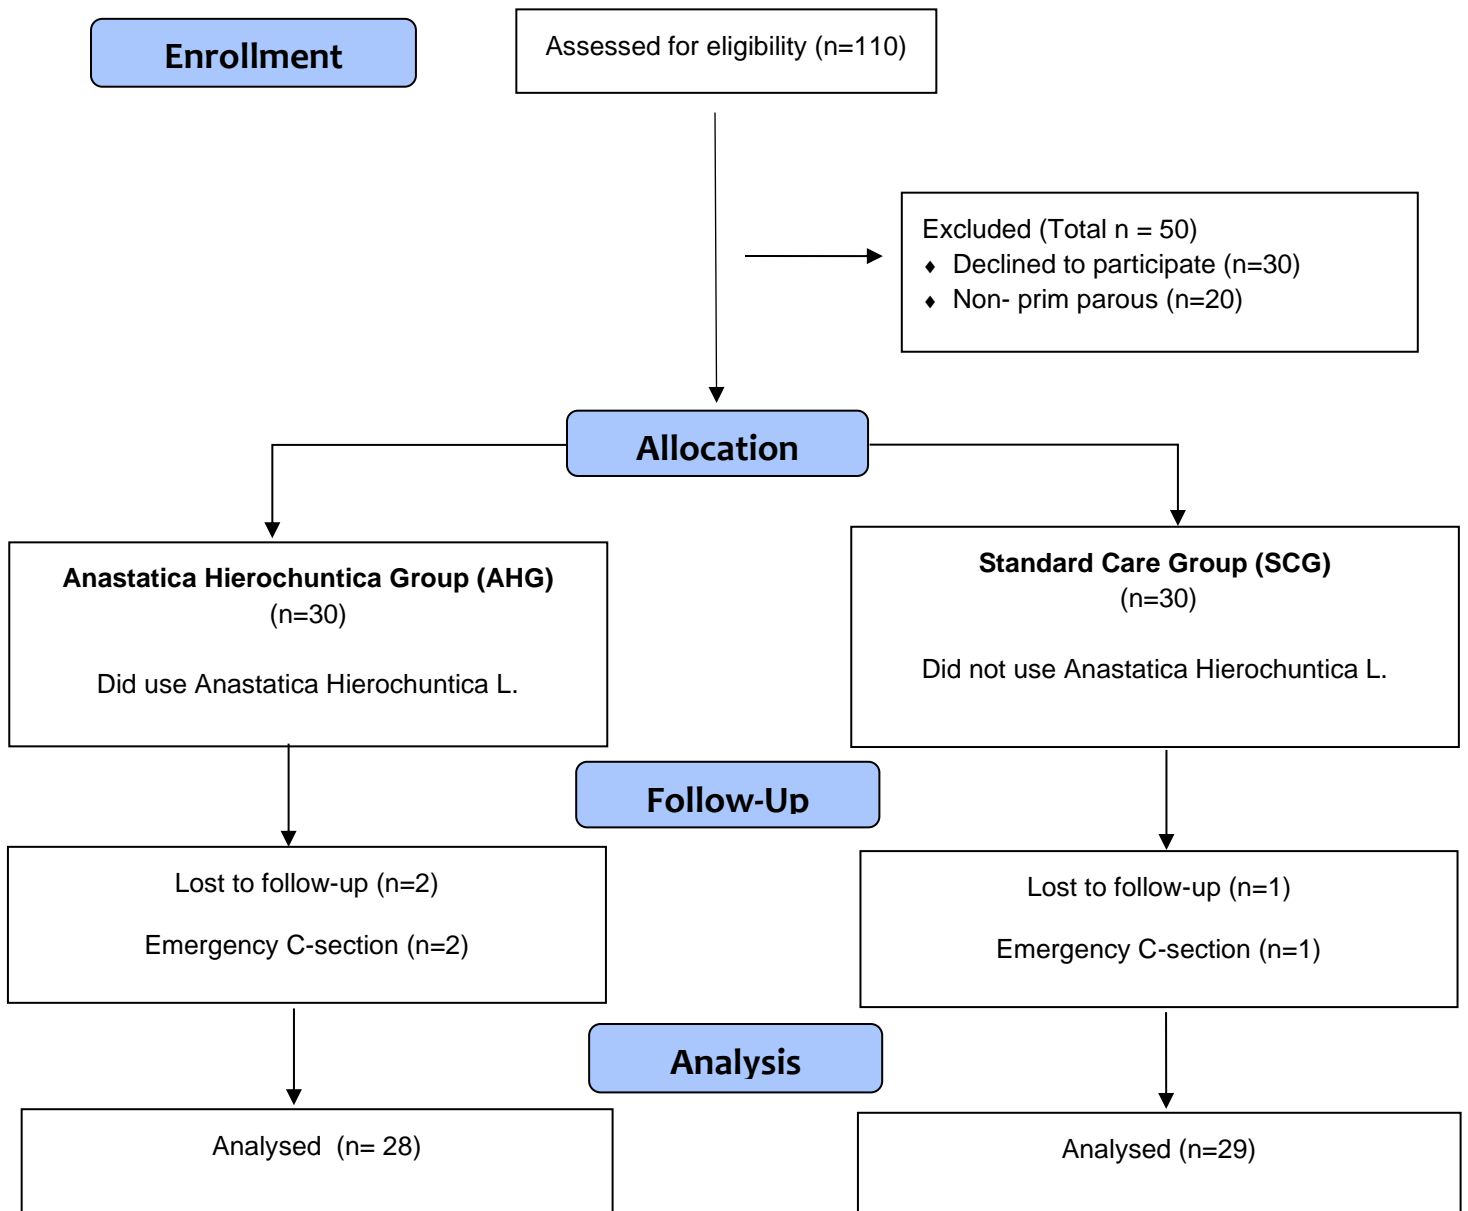 Enrollment
Assessed for eligibility (n=110)
Excluded (Total n = 50)
♦ Declined to participate (n=30)
♦ Non- prim parous (n=20)
Allocation
Anastatica Hierochuntica Group (AHG)
(n=30)
Did use Anastatica Hierochuntica L.
Standard Care Group (SCG)
(n=30)
Did not use Anastatica Hierochuntica L.
Follow-Up
Lost to follow-up (n=2)
Emergency C-section (n=2)
Lost to follow-up (n=1)
Emergency C-section (n=1)
Analysis
Analysed (n= 28)
Analysed (n=29)